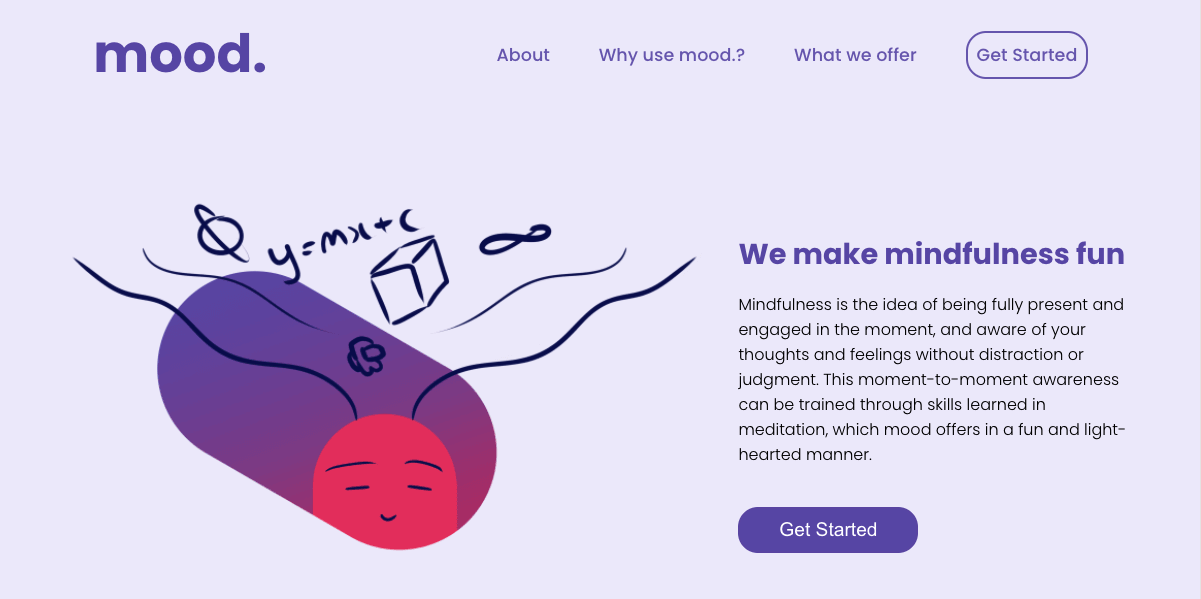 mood.
About
Why use mood.?
What we offer
Get Started
y=mx+c
We make mindfulness fun
Mindfulness is the idea of being fully present and
engaged in the moment, and aware of your
thoughts and feelings without distraction or
judgment. This moment-to-moment awareness
can be trained through skills learned in
meditation, which mood offers in a fun and light-
hearted manner.
Get Started